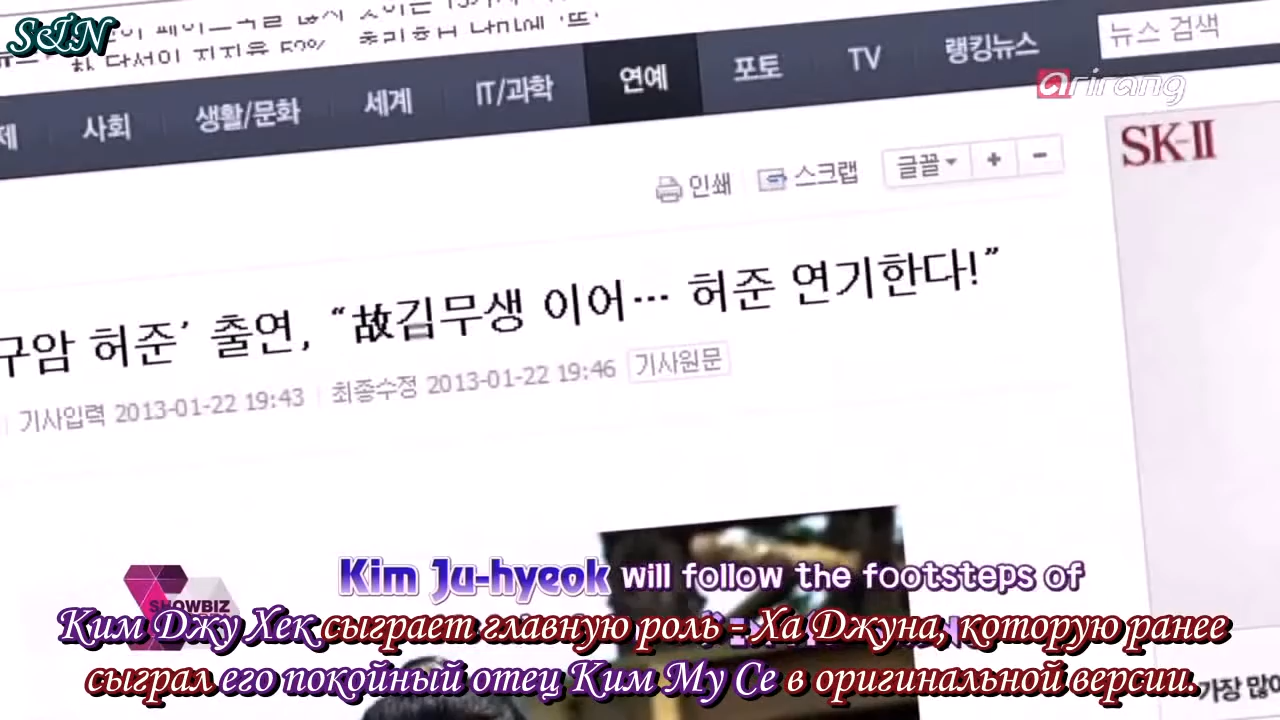 S&N
제 사회 생활/문화 세계 IT/과학 연예 포토 TV 랭킹뉴스 뉴스 검색
arirang
SK-II
인쇄 스크랩 글꼴 + -
구암 허준’ 출연, “故김무생 이어… 허준 연기한다!”
기사입력 2013-01-22 19:43 최종수정 2013-01-22 19:46 기사원문
Kim Ju-hyeok will follow the footsteps of
SHOWBIZ
Ким Джу Хек сыграет главную роль - Ха Джуна, которую ранее
сыграл его покойный отец Ким Му Се в оригинальной версии.
가장 많이